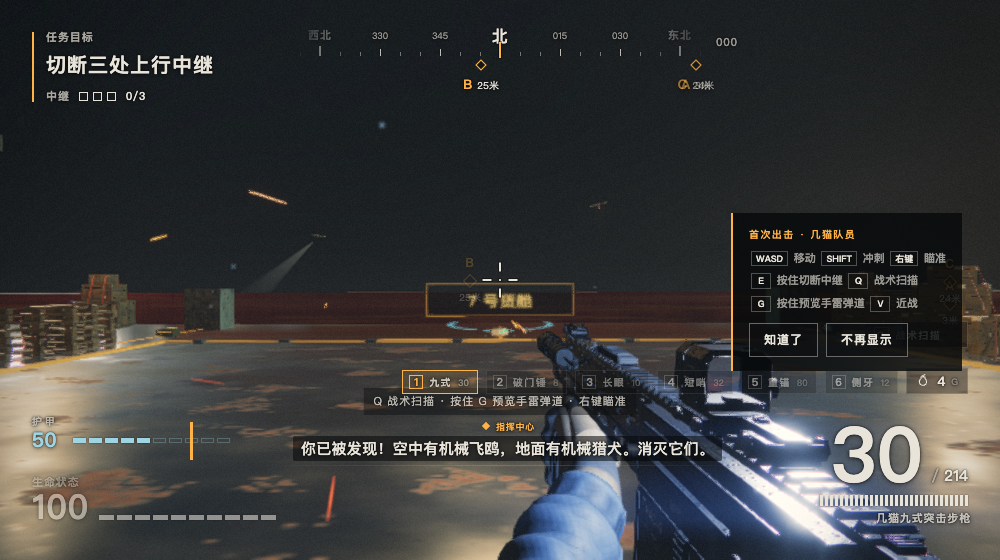 任务目标
切断三处上行中继
中继 0/3
西北 330 345 北 015 030 东北 000
B 25米
24米
首次出击 · 几猫队员
WASD 移动 SHIFT 冲刺 右键 瞄准
E 按住切断中继 Q 战术扫描
G 按住预览手雷弹道 V 近战
知道了 不再显示
B
1 九式 30 2 破门锤 8 3 长眼 10 4 短哨 32 5 重锚 80 6 侧牙 12 4 G
Q 战术扫描 · 按住 G 预览手雷弹道 · 右键瞄准
指挥中心
你已被发现！空中有机械飞鸥，地面有机械猎犬。消灭它们。
护甲
50
生命状态
100
30 / 214
几猫九式突击步枪